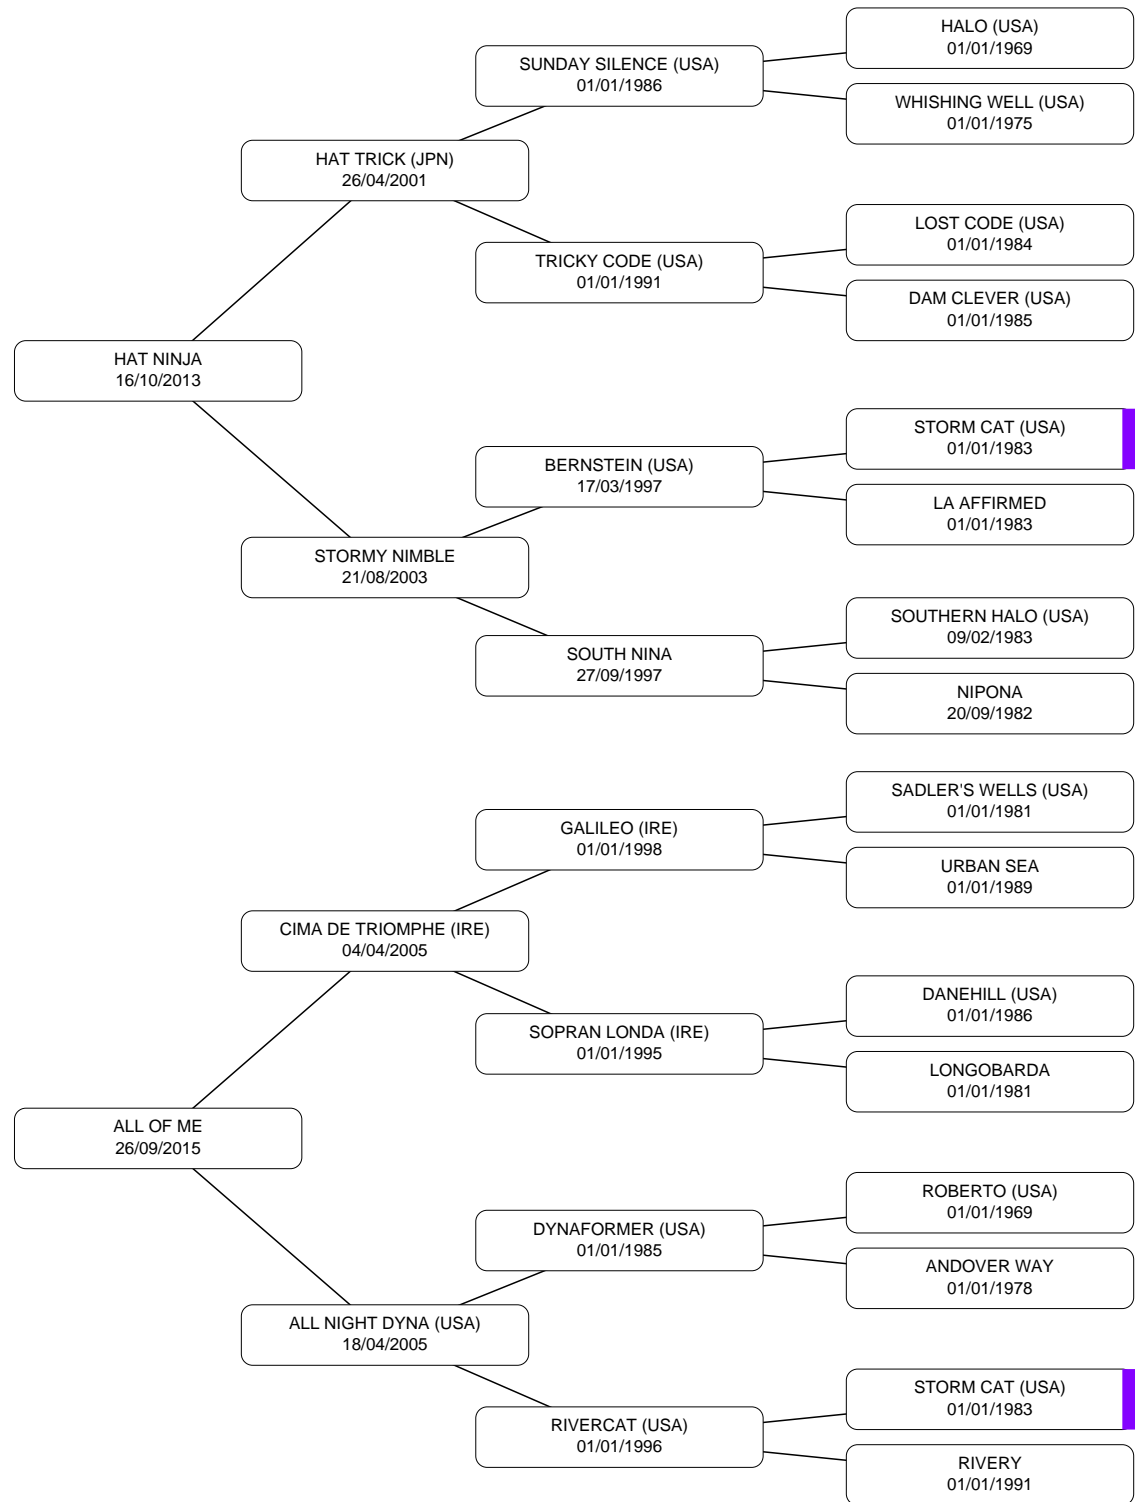 HALO (USA)
01/01/1969
SUNDAY SILENCE (USA)
01/01/1986
WHISHING WELL (USA)
01/01/1975
HAT TRICK (JPN)
26/04/2001
LOST CODE (USA)
01/01/1984
TRICKY CODE (USA)
01/01/1991
DAM CLEVER (USA)
01/01/1985
HAT NINJA
16/10/2013
STORM CAT (USA)
01/01/1983
BERNSTEIN (USA)
17/03/1997
LA AFFIRMED
01/01/1983
STORMY NIMBLE
21/08/2003
SOUTHERN HALO (USA)
09/02/1983
SOUTH NINA
27/09/1997
NIPONA
20/09/1982
SADLER'S WELLS (USA)
01/01/1981
GALILEO (IRE)
01/01/1998
URBAN SEA
01/01/1989
CIMA DE TRIOMPHE (IRE)
04/04/2005
DANEHILL (USA)
01/01/1986
SOPRAN LONDA (IRE)
01/01/1995
LONGOBARDA
01/01/1981
ALL OF ME
26/09/2015
ROBERTO (USA)
01/01/1969
DYNAFORMER (USA)
01/01/1985
ANDOVER WAY
01/01/1978
ALL NIGHT DYNA (USA)
18/04/2005
STORM CAT (USA)
01/01/1983
RIVERCAT (USA)
01/01/1996
RIVERY
01/01/1991